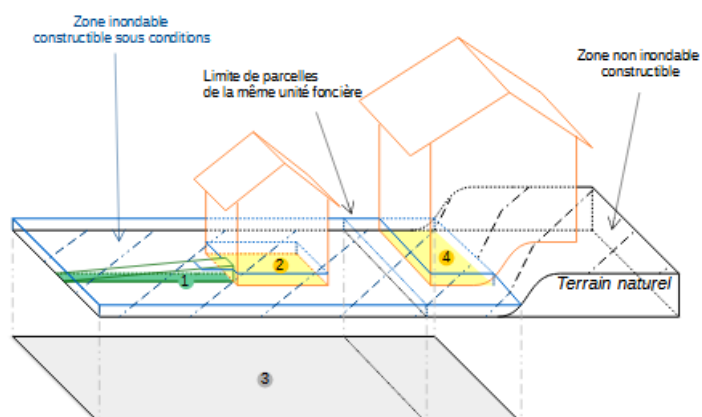 Zone inondable
constructible sous conditions
Limite de parcelles
de la même unité foncière
Zone non inondable
constructible
4
2
1
Terrain naturel
3